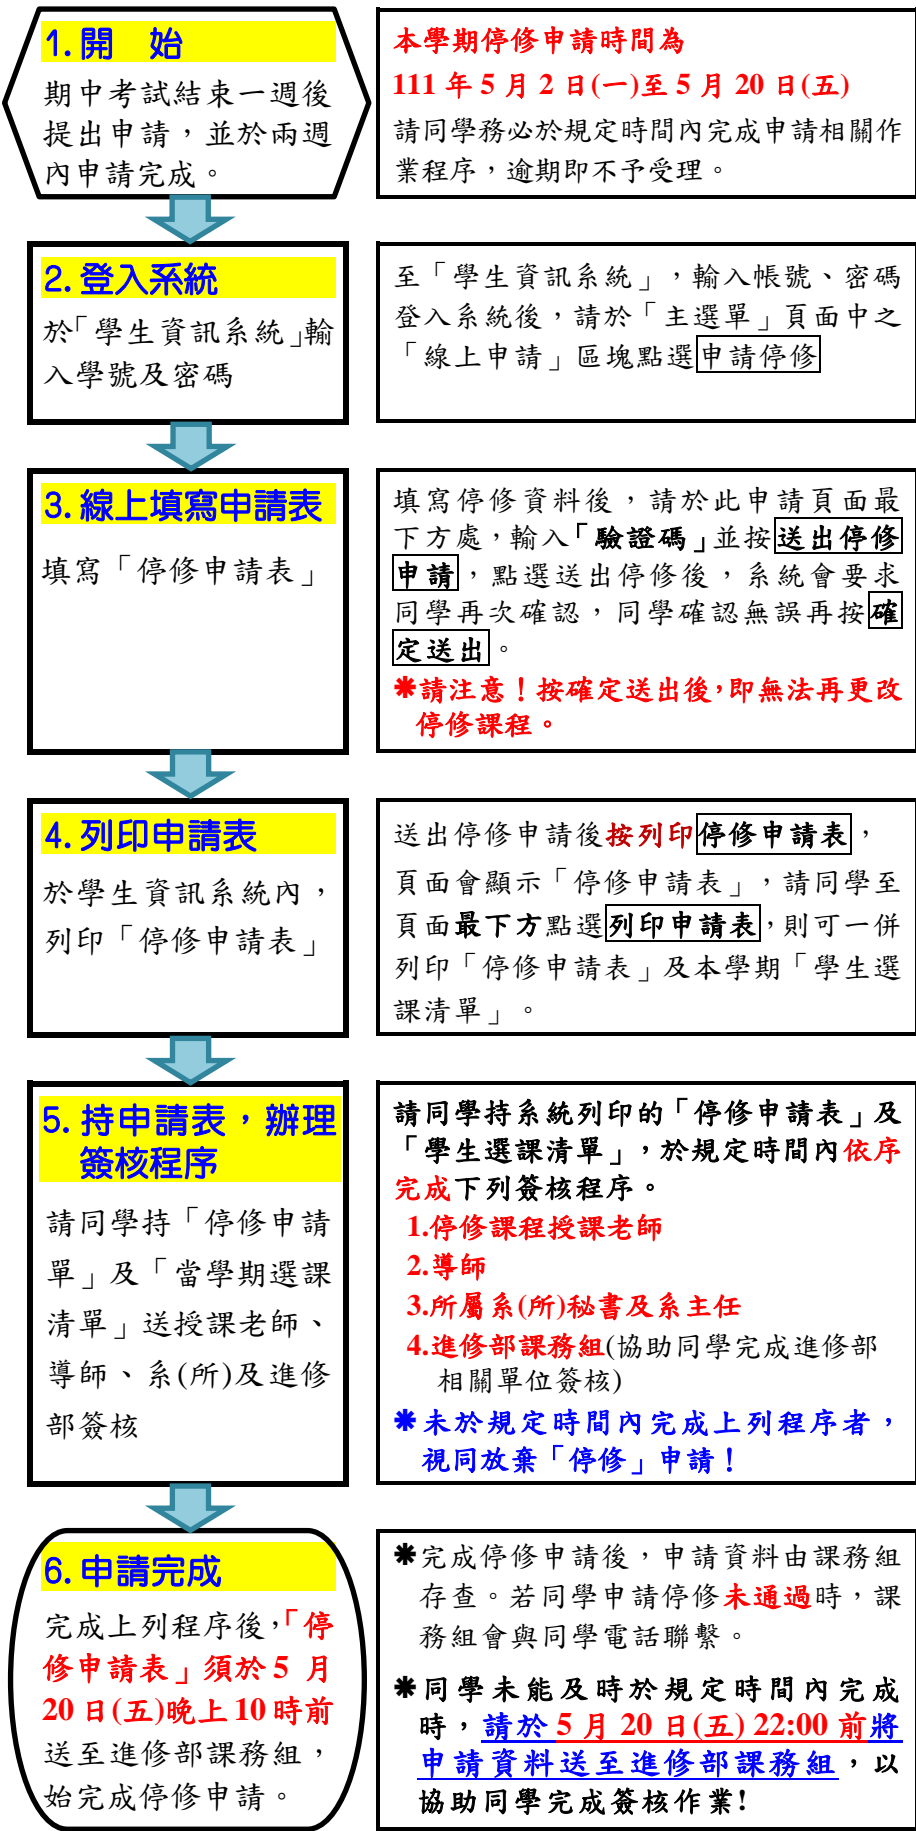 1.開　始
期中考試結束一週後
提出申請，並於兩週
內申請完成。
本學期停修申請時間為
111 年 5 月 2 日(一)至 5 月 20 日(五)
請同學務必於規定時間內完成申請相關作
業程序，逾期即不予受理。
2.登入系統
於「學生資訊系統」輸
入學號及密碼
至「學生資訊系統」，輸入帳號、密碼
登入系統後，請於「主選單」頁面中之
「線上申請」區塊點選申請停修
3.線上填寫申請表
填寫「停修申請表」
填寫停修資料後，請於此申請頁面最
下方處，輸入「驗證碼」並按送出停修
申請，點選送出停修後，系統會要求
同學再次確認，同學確認無誤再按確
定送出。
✱請注意！按確定送出後，即無法再更改
停修課程。
4.列印申請表
於學生資訊系統內，
列印「停修申請表」
送出停修申請後按列印停修申請表，
頁面會顯示「停修申請表」，請同學至
頁面最下方點選列印申請表，則可一併
列印「停修申請表」及本學期「學生選
課清單」。
5.持申請表，辦理
簽核程序
請同學持「停修申請
單」及「當學期選課
清單」送授課老師、
導師、系(所)及進修
部簽核
請同學持系統列印的「停修申請表」及
「學生選課清單」，於規定時間內依序
完成下列簽核程序。
1.停修課程授課老師
2.導師
3.所屬系(所)秘書及系主任
4.進修部課務組(協助同學完成進修部
相關單位簽核)
✱未於規定時間內完成上列程序者，
視同放棄「停修」申請！
6.申請完成
完成上列程序後，「停
修申請表」須於 5 月
20 日(五)晚上 10 時前
送至進修部課務組，
始完成停修申請。
✱完成停修申請後，申請資料由課務組
存查。若同學申請停修未通過時，課
務組會與同學電話聯繫。
✱同學未能及時於規定時間內完成
時，請於 5 月 20 日(五) 22:00 前將
申請資料送至進修部課務組，以
協助同學完成簽核作業!